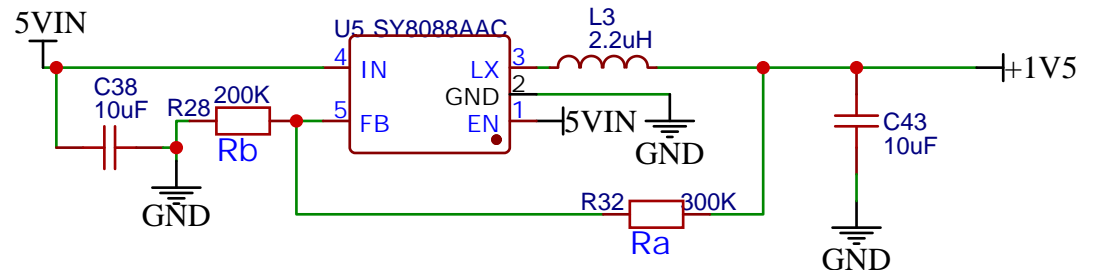 5VIN
U5 SY8088AAC
L3
2.2uH
4
IN
LX
3
GND
2
5
FB
EN
1
5VIN
+1V5
C38
10uF
R28
200K
Rb
GND
GND
C43
10uF
R32
300K
Ra
GND